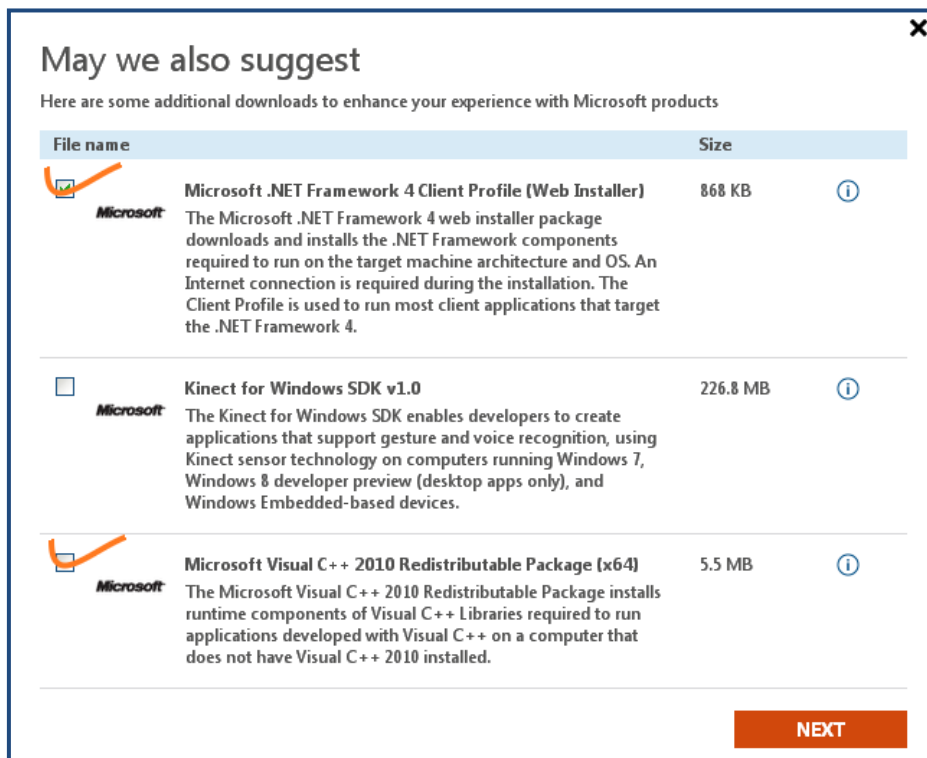 May we also suggest
Here are some additional downloads to enhance your experience with Microsoft products
File name Size
Microsoft .NET Framework 4 Client Profile (Web Installer) 868 KB
Microsoft
The Microsoft .NET Framework 4 web installer package
downloads and installs the .NET Framework components
required to run on the target machine architecture and OS. An
Internet connection is required during the installation. The
Client Profile is used to run most client applications that target
the .NET Framework 4.
Kinect for Windows SDK v1.0 226.8 MB
Microsoft
The Kinect for Windows SDK enables developers to create
applications that support gesture and voice recognition, using
Kinect sensor technology on computers running Windows 7,
Windows 8 developer preview (desktop apps only), and
Windows Embedded-based devices.
Microsoft Visual C++ 2010 Redistributable Package (x64) 5.5 MB
Microsoft
The Microsoft Visual C++ 2010 Redistributable Package installs
runtime components of Visual C++ Libraries required to run
applications developed with Visual C++ on a computer that
does not have Visual C++ 2010 installed.
NEXT